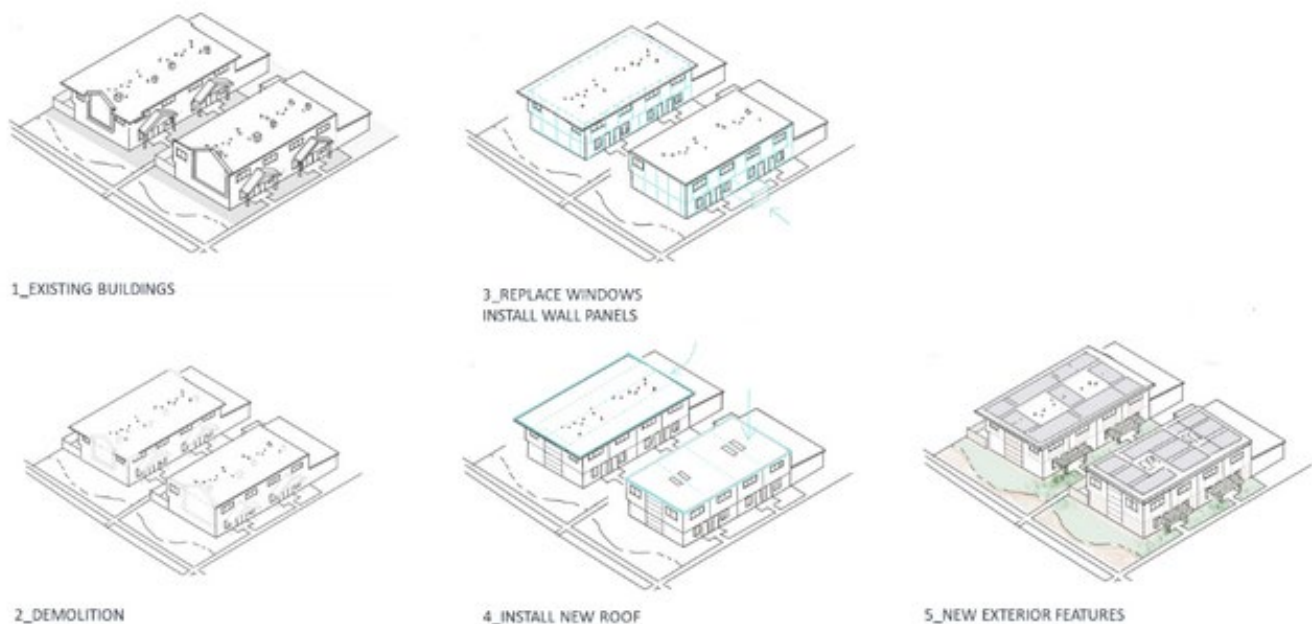 1_EXISTING BUILDINGS
2_DEMOLITION
3_REPLACE WINDOWS
INSTALL WALL PANELS
4_INSTALL NEW ROOF
5_NEW EXTERIOR FEATURES